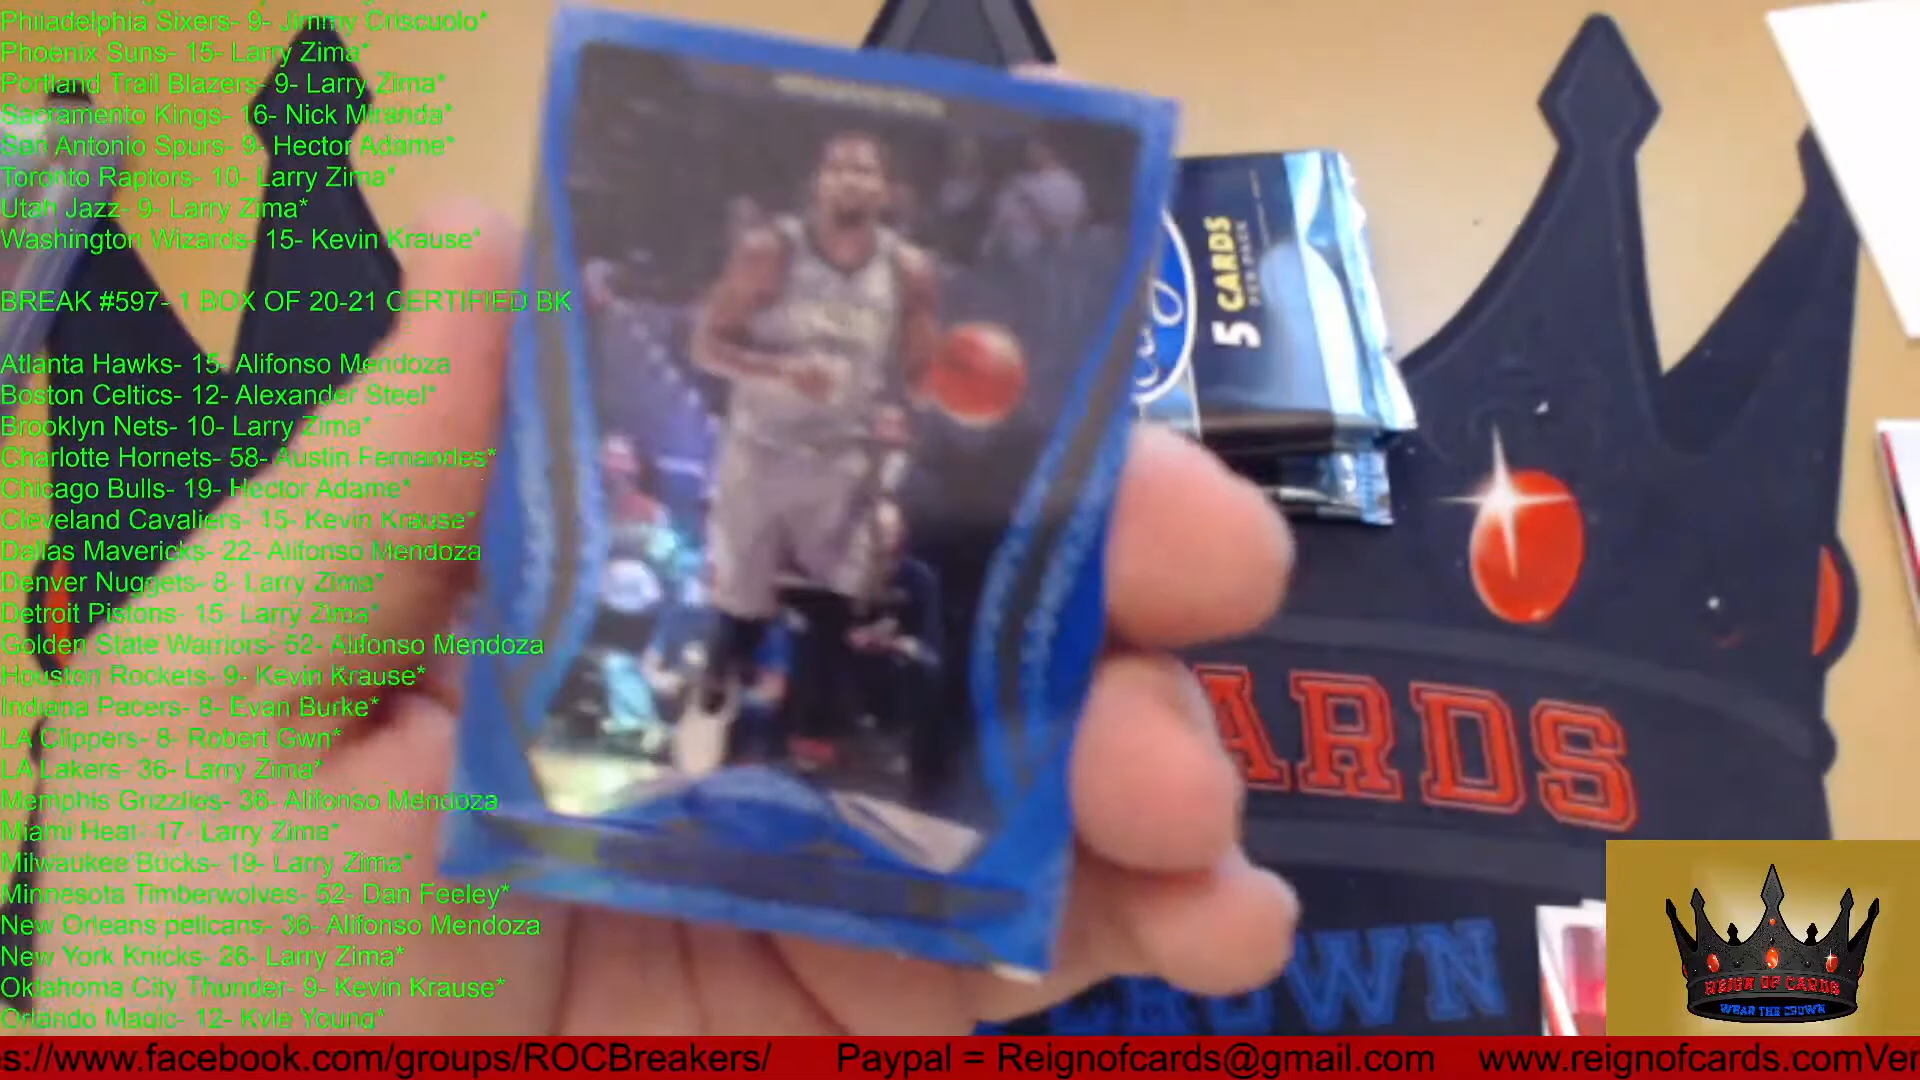 Philadelphia Sixers- 9- Jimmy Criscuolo*
Phoenix Suns- 15- Larry Zima*
Portland Trail Blazers- 9- Larry Zima*
Sacramento Kings- 16- Nick Miranda*
San Antonio Spurs- 9- Hector Adame*
Toronto Raptors- 10- Larry Zima*
Utah Jazz- 9- Larry Zima*
Washington Wizards- 15- Kevin Krause*
BREAK #597- 1 BOX OF 20-21 CERTIFIED BK
Atlanta Hawks- 15- Alifonso Mendoza
Boston Celtics- 12- Alexander Steel*
Brooklyn Nets- 10- Larry Zima*
Charlotte Hornets- 58- Austin Fernandes*
Chicago Bulls- 19- Hector Adame*
Cleveland Cavaliers- 15- Kevin Krause*
Dallas Mavericks- 22- Alifonso Mendoza
Denver Nuggets- 8- Larry Zima*
Detroit Pistons- 15- Larry Zima*
Golden State Warriors- 52- Alifonso Mendoza
Houston Rockets- 9- Kevin Krause*
Indiana Pacers- 8- Evan Burke*
LA Clippers- 8- Robert Gwn*
LA Lakers- 36- Larry Zima*
Memphis Grizzlies- 36- Alifonso Mendoza
Miami Heat- 17- Larry Zima*
Milwaukee Bucks- 19- Larry Zima*
Minnesota Timberwolves- 52- Dan Feeley*
New Orleans pelicans- 36- Alifonso Mendoza
New York Knicks- 26- Larry Zima*
Oklahoma City Thunder- 9- Kevin Krause*
Orlando Magic- 12- Kyle Young*
5 CARDS
PER PACK
ARDS
CROWN
REIGN OF CARDS
WEAR THE CROWN
s://www.facebook.com/groups/ROCBreakers/ Paypal = Reignofcards@gmail.com www.reignofcards.comVer